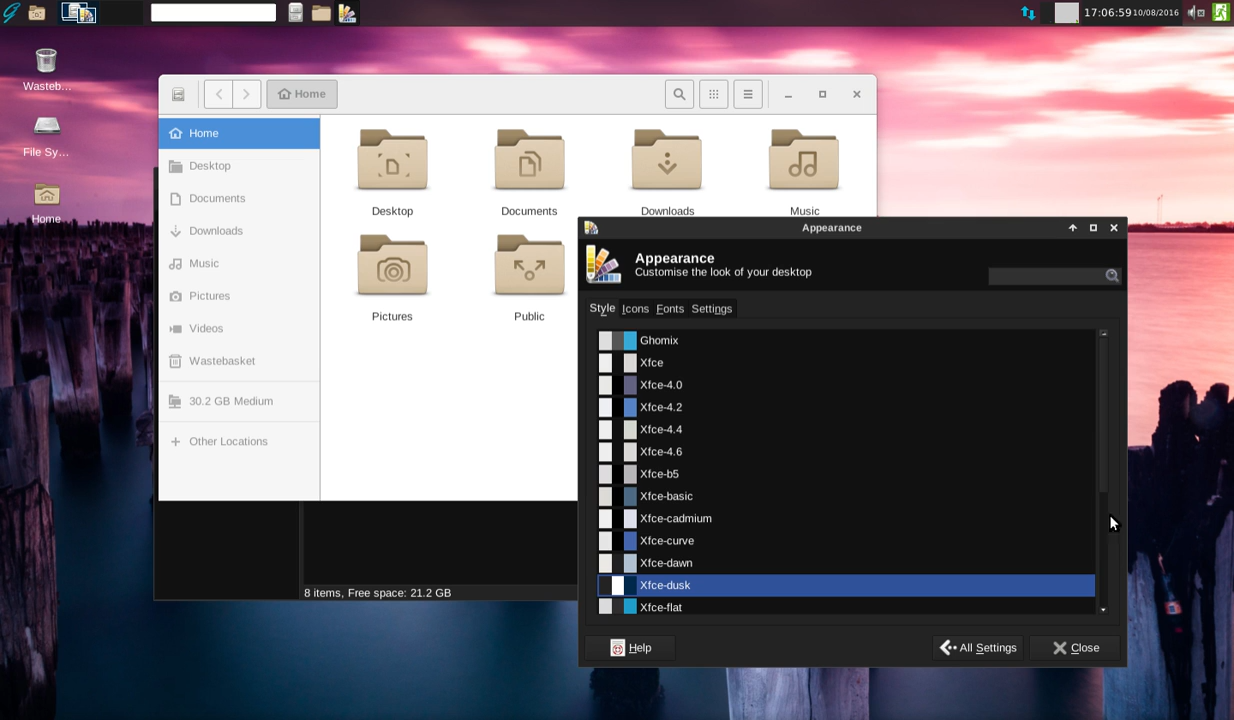 17:06:59 10/08/2016
Wasteb...
File Sy...
Home
Home
Home
Desktop
Documents
Downloads
Music
Pictures
Videos
Wastebasket
30.2 GB Medium
Other Locations
Desktop
Documents
Downloads
Music
Pictures
Public
8 items, Free space: 21.2 GB
Appearance
Appearance
Customise the look of your desktop
Style Icons Fonts Settings
Ghomix
Xfce
Xfce-4.0
Xfce-4.2
Xfce-4.4
Xfce-4.6
Xfce-b5
Xfce-basic
Xfce-cadmium
Xfce-curve
Xfce-dawn
Xfce-dusk
Xfce-flat
Help
All Settings
Close